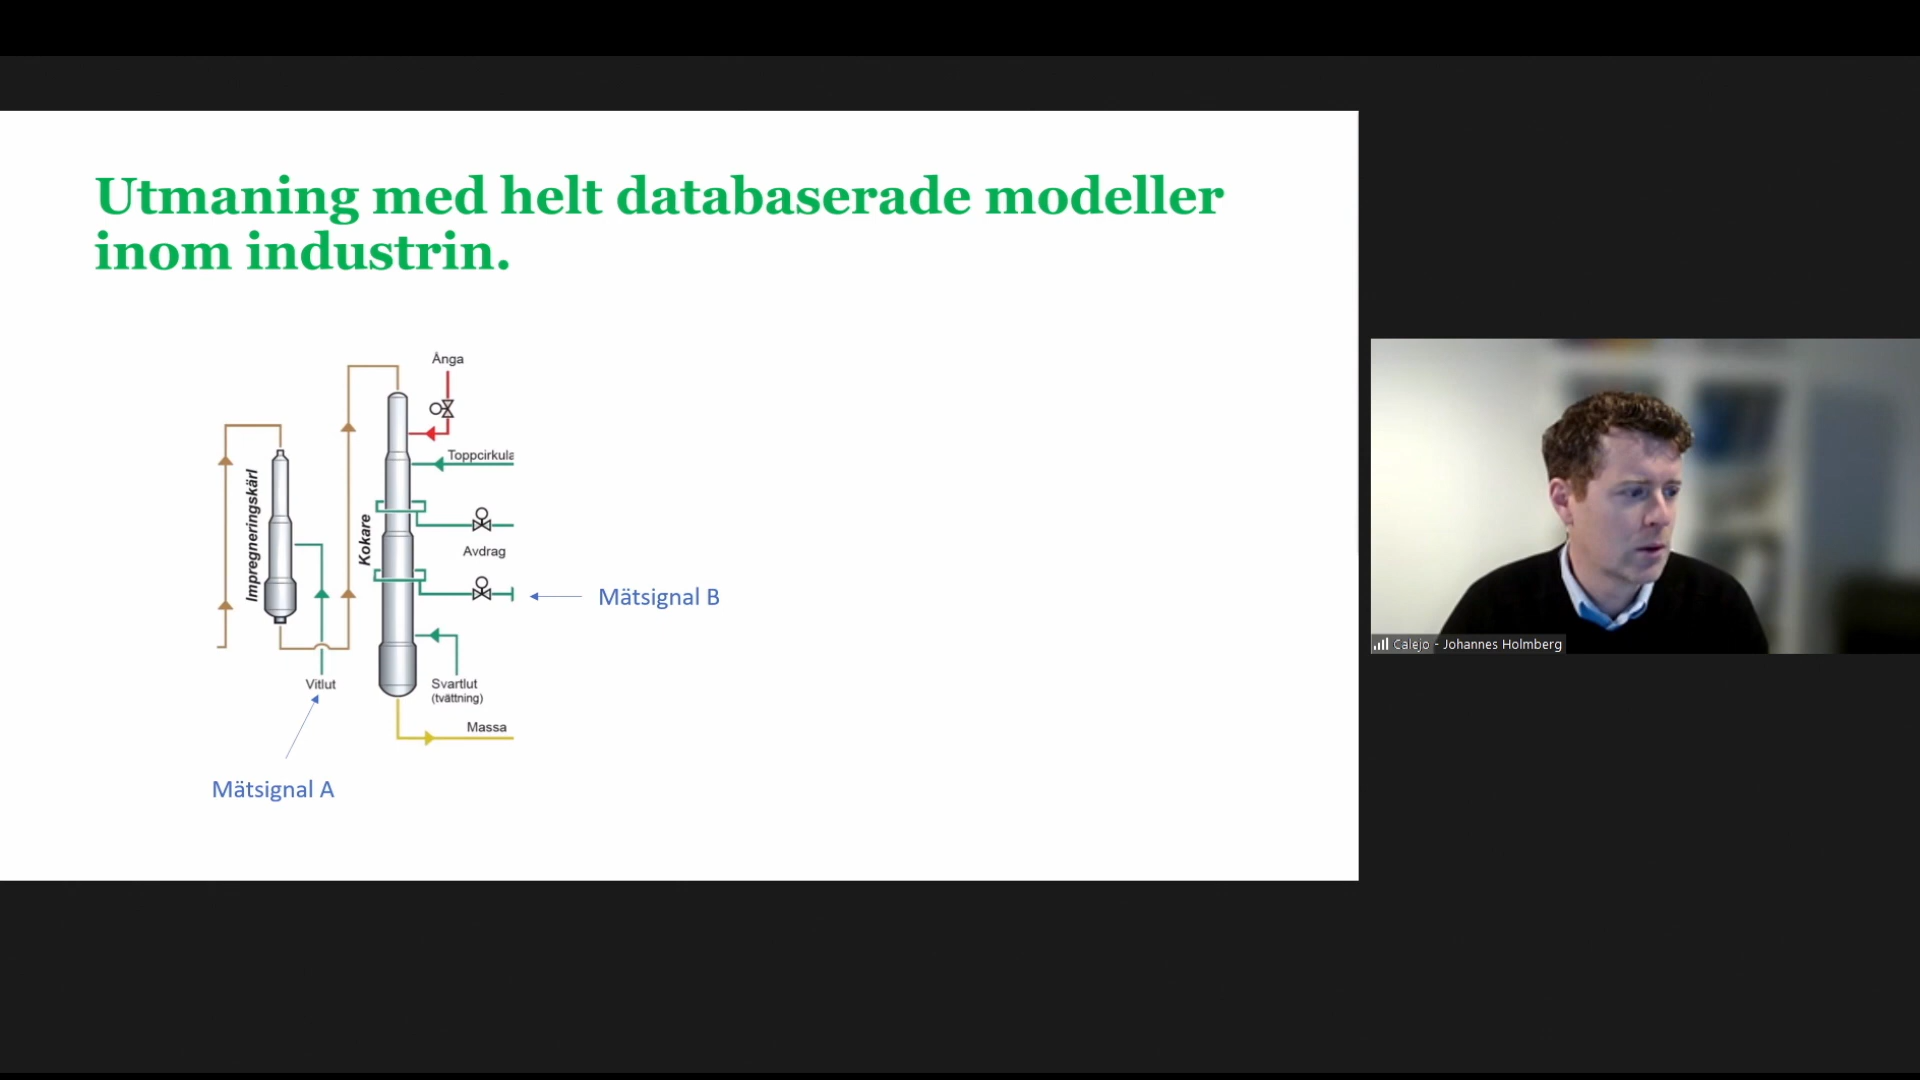 Utmaning med helt databaserade modeller
inom industrin.
Ånga
Toppcirkula
Impregneringskärl
Kokare
Avdrag
Mätsignal B
Vitlut
Svartlut
(tvättning)
Massa
Mätsignal A
Calejo - Johannes Holmberg